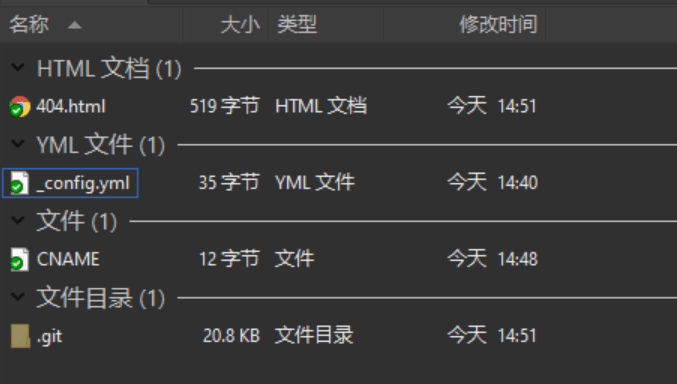 名称 大小 类型 修改时间
HTML 文档 (1)
404.html 519 字节 HTML 文档 今天 14:51
YML 文件 (1)
_config.yml 35 字节 YML 文件 今天 14:40
文件 (1)
CNAME 12 字节 文件 今天 14:48
文件目录 (1)
.git 20.8 KB 文件目录 今天 14:51